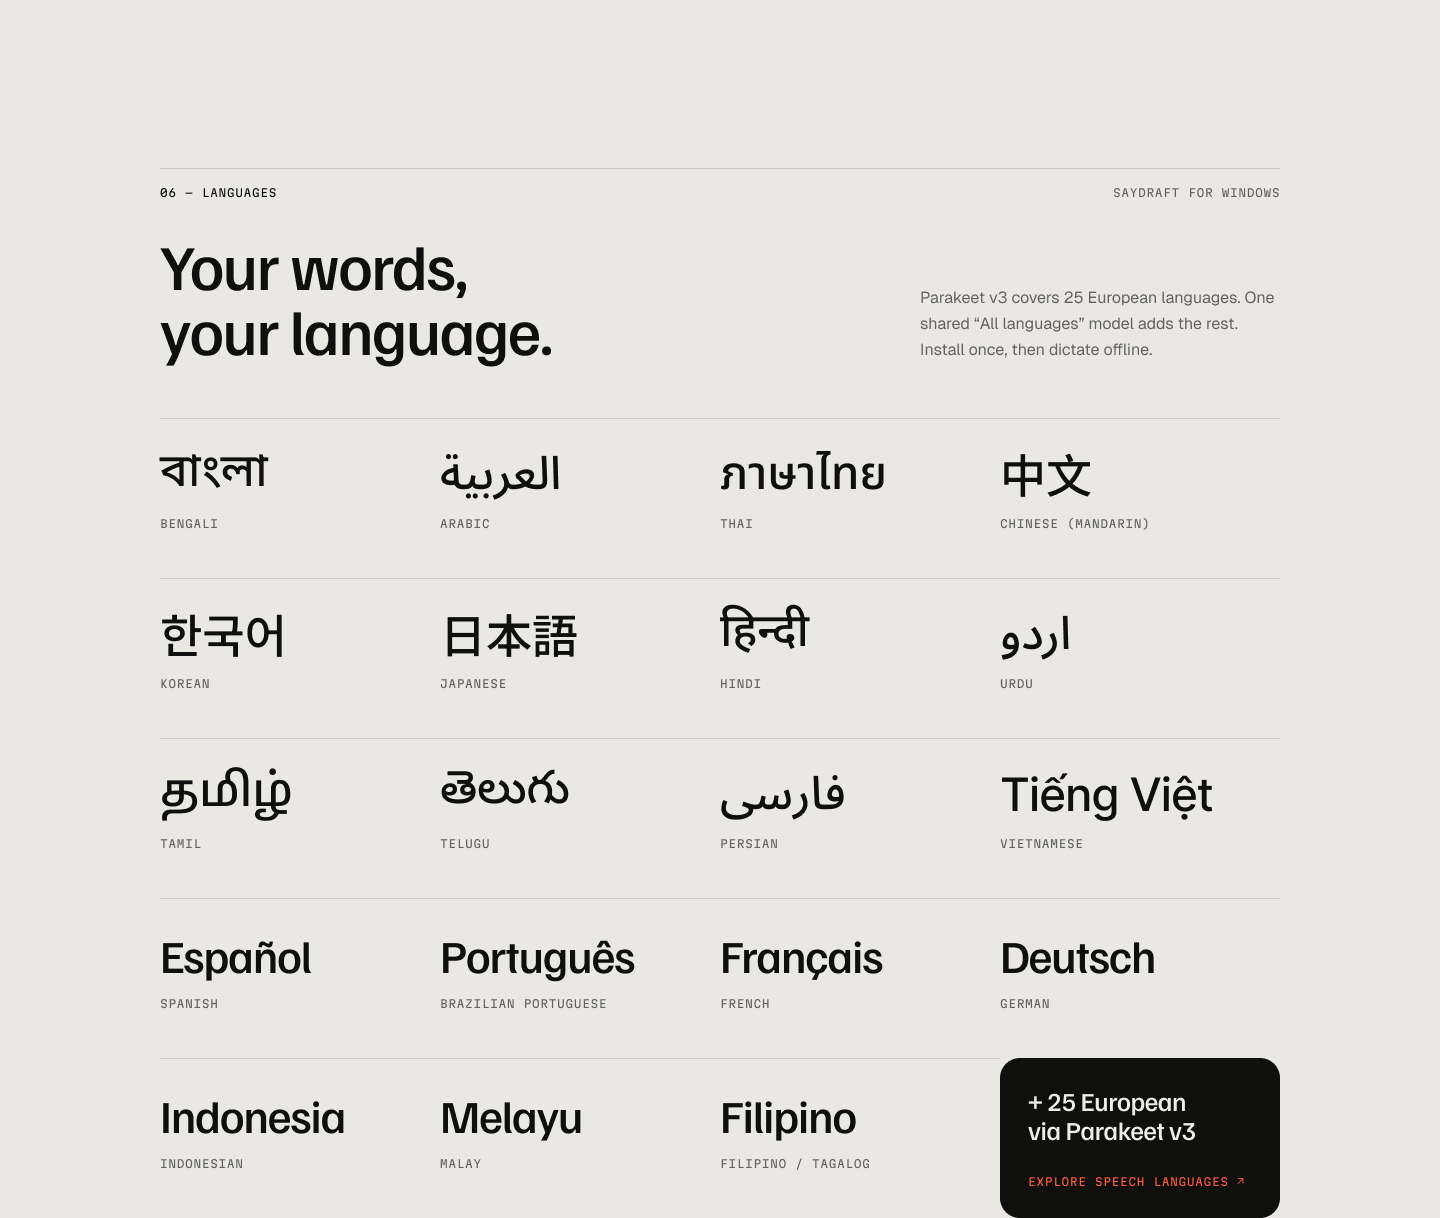 06 — LANGUAGES
SAYDRAFT FOR WINDOWS
Your words,
your language.
Parakeet v3 covers 25 European languages. One
shared “All languages” model adds the rest.
Install once, then dictate offline.
বাংলা
BENGALI
العربية
ARABIC
ภาษาไทย
THAI
中文
CHINESE (MANDARIN)
한국어
KOREAN
日本語
JAPANESE
हिन्दी
HINDI
اردو
URDU
தமிழ்
TAMIL
తెలుగు
TELUGU
فارسی
PERSIAN
Tiếng Việt
VIETNAMESE
Español
SPANISH
Português
BRAZILIAN PORTUGUESE
Français
FRENCH
Deutsch
GERMAN
Indonesia
INDONESIAN
Melayu
MALAY
Filipino
FILIPINO / TAGALOG
+ 25 European
via Parakeet v3
EXPLORE SPEECH LANGUAGES ↗